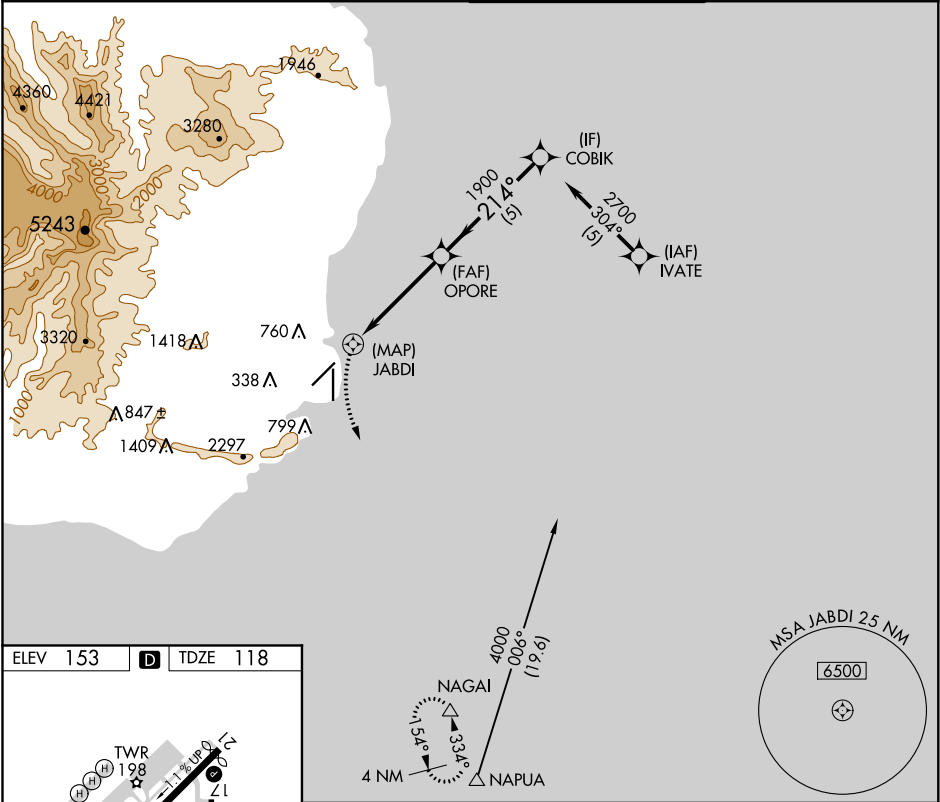 1946
4360
4421
3280
3000
2000
4000
5243
3320
1000
1418
760
338
847±
799
1409
2297
(IF)
COBIK
1900
214°
(5)
2700
304°
(5)
(IAF)
IVATE
(FAF)
OPORE
(MAP)
JABDI
4000
006°
(19.6)
NAGAI
154°
334°
4 NM
NAPUA
MSA JABDI 25 NM
6500
ELEV 153 D TDZE 118
TWR
198
H
H
H
1.1% UP
21
P
17